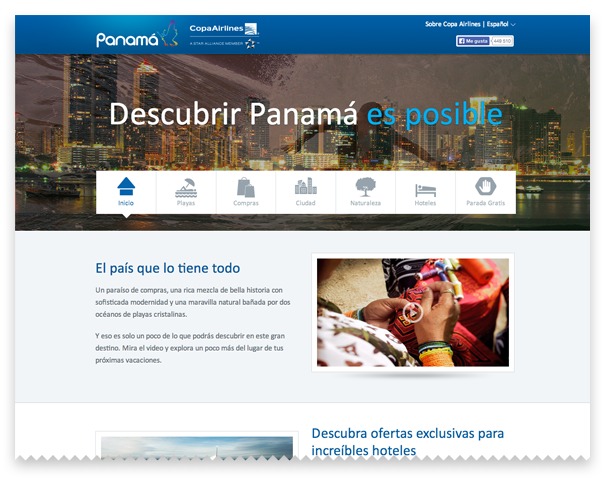 Panamá
CopaAirlines
A STAR ALLIANCE MEMBER
Sobre Copa Airlines | Español
Me gusta
Descubrir Panamá es posible
Inicio
Playas
Compras
Ciudad
Naturaleza
Hoteles
Parada Gratis
El país que lo tiene todo
Un paraíso de compras, una rica mezcla de bella historia con
sofisticada modernidad y una maravilla natural bañada por dos
océanos de playas cristalinas.
Y eso es solo un poco de lo que podrás descubrir en este gran
destino. Mira el video y explora un poco más del lugar de tus
próximas vacaciones.
Descubra ofertas exclusivas para
increíbles hoteles